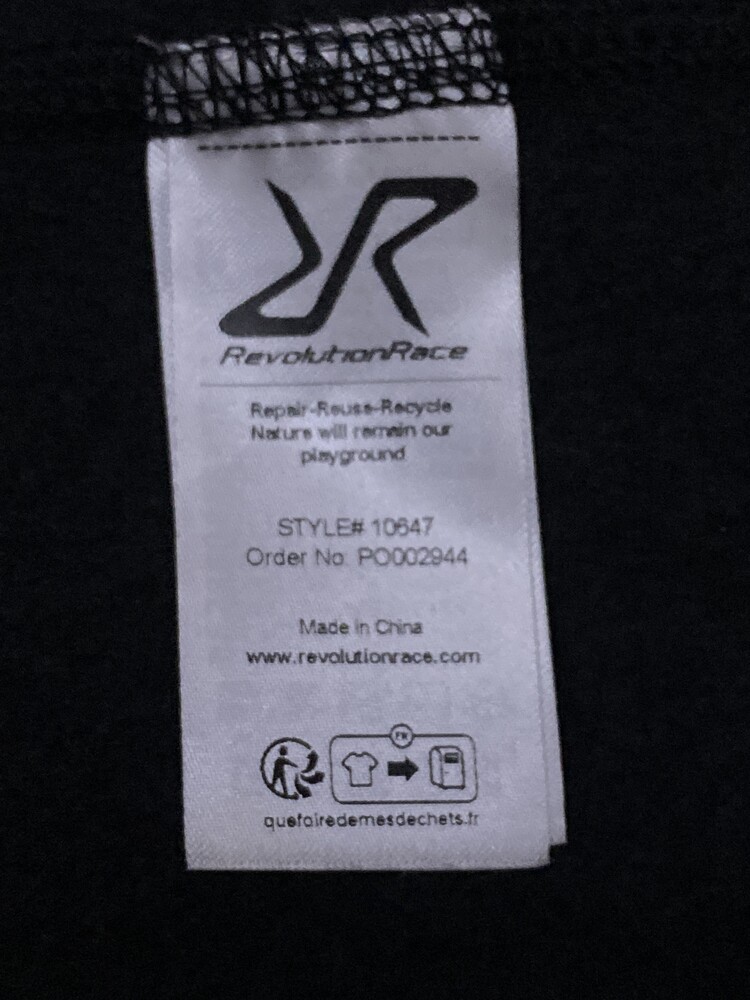 RevolutionRace
Repair-Reuse-Recycle
Nature will remain our
playground
STYLE# 10647
Order No: PO002944
Made in China
www.revolutionrace.com
FR
quefairedemesdechets.fr